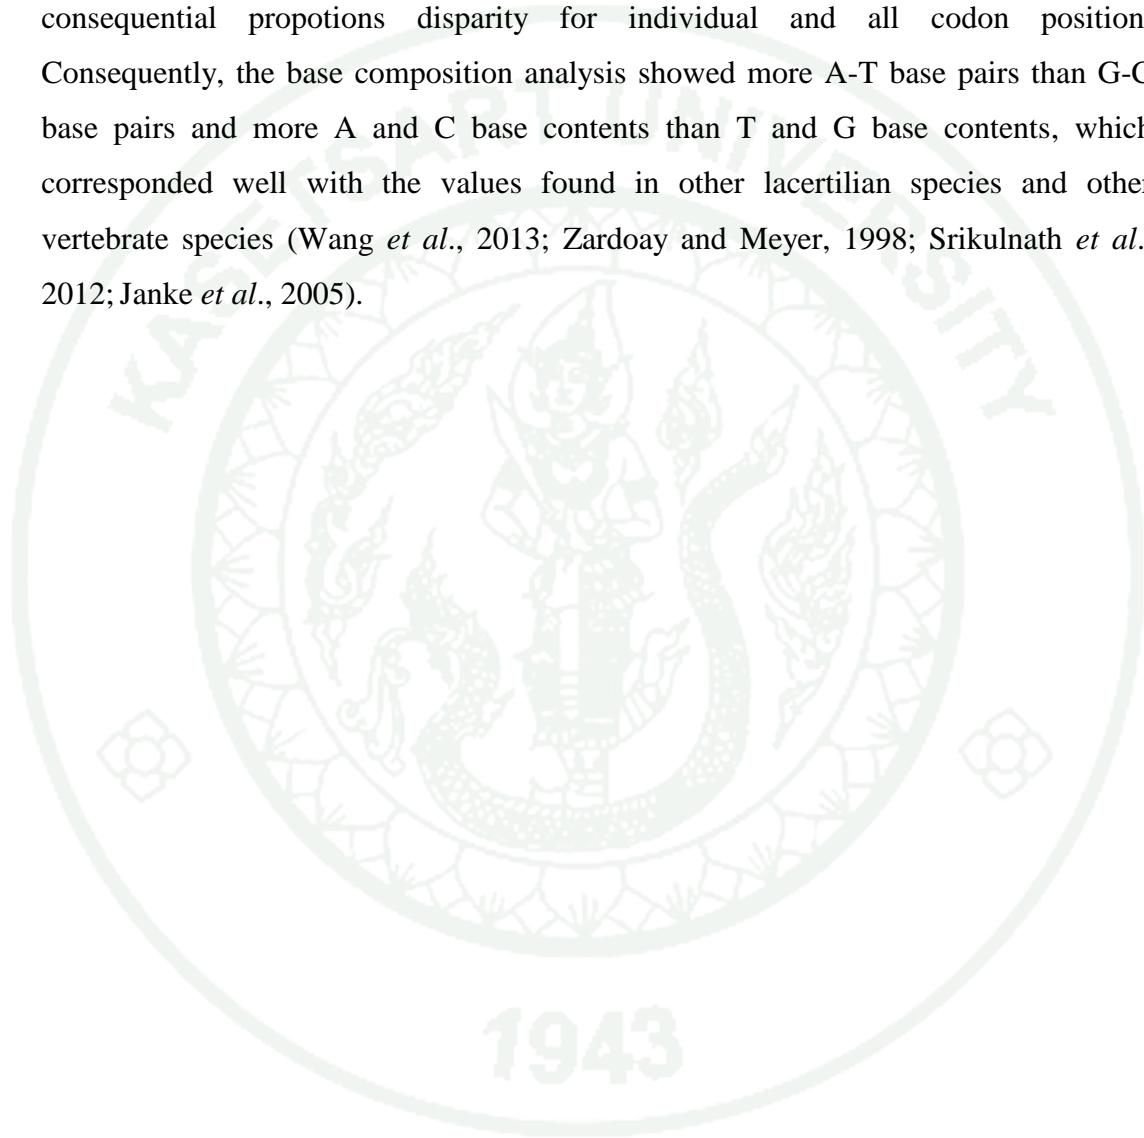 consequential propotions disparity for individual and all codon position
Consequently, the base composition analysis showed more A-T base pairs than G-C
base pairs and more A and C base contents than T and G base contents, which
corresponded well with the values found in other lacertilian species and other
vertebrate species (Wang et al., 2013; Zardoay and Meyer, 1998; Srikulnath et al.
2012; Janke et al., 2005).
KASETSART UNIVERSITY
1943